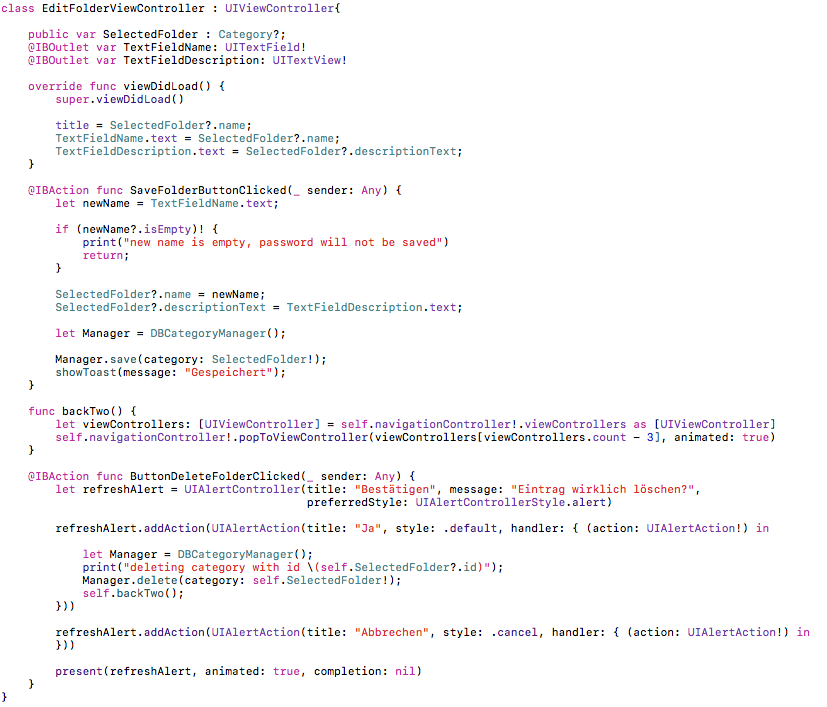 class EditFolderViewController : UIViewController{
public var SelectedFolder : Category?;
@IBOutlet var TextFieldName: UITextField!
@IBOutlet var TextFieldDescription: UITextView!
override func viewDidLoad() {
super.viewDidLoad()
title = SelectedFolder?.name;
TextFieldName.text = SelectedFolder?.name;
TextFieldDescription.text = SelectedFolder?.descriptionText;
}
@IBAction func SaveFolderButtonClicked(_ sender: Any) {
let newName = TextFieldName.text;
if (newName?.isEmpty)! {
print("new name is empty, password will not be saved")
return;
}
SelectedFolder?.name = newName;
SelectedFolder?.descriptionText = TextFieldDescription.text;
let Manager = DBCategoryManager();
Manager.save(category: SelectedFolder!);
showToast(message: "Gespeichert");
}
func backTwo() {
let viewControllers: [UIViewController] = self.navigationController!.viewControllers as [UIViewController]
self.navigationController!.popToViewController(viewControllers[viewControllers.count - 3], animated: true)
}
@IBAction func ButtonDeleteFolderClicked(_ sender: Any) {
let refreshAlert = UIAlertController(title: "Bestätigen", message: "Eintrag wirklich löschen?",
preferredStyle: UIAlertControllerStyle.alert)
refreshAlert.addAction(UIAlertAction(title: "Ja", style: .default, handler: { (action: UIAlertAction!) in
let Manager = DBCategoryManager();
print("deleting category with id \(self.SelectedFolder?.id)");
Manager.delete(category: self.SelectedFolder!);
self.backTwo();
}))
refreshAlert.addAction(UIAlertAction(title: "Abbrechen", style: .cancel, handler: { (action: UIAlertAction!) in
}))
present(refreshAlert, animated: true, completion: nil)
}
}